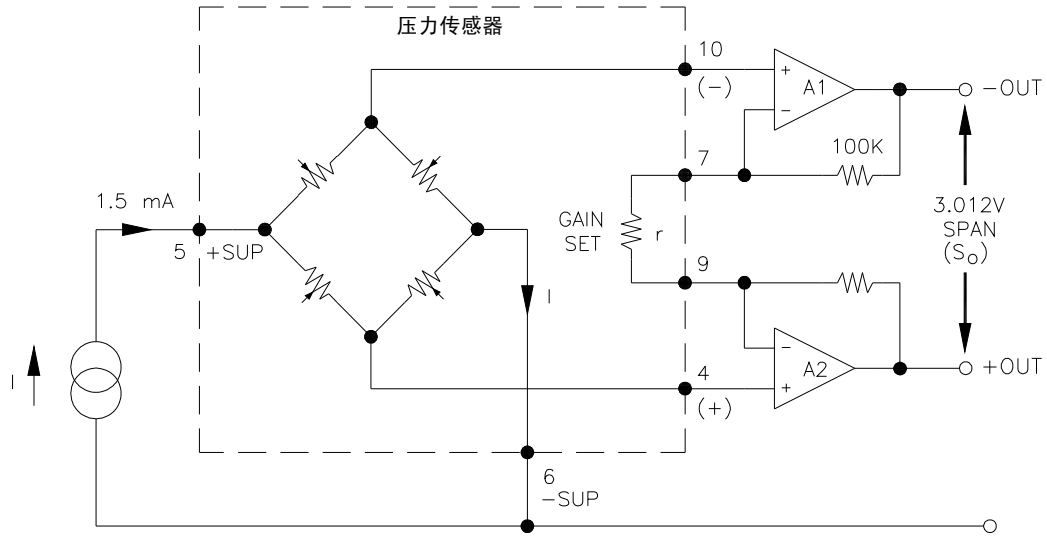 压力传感器
10
(-)
+
A1
-
-OUT
100K
7
1.5 mA
GAIN
SET
r
3.012V
SPAN
(So)
5
+SUP
9
I
I
-
A2
+
+OUT
4
(+)
6
-SUP